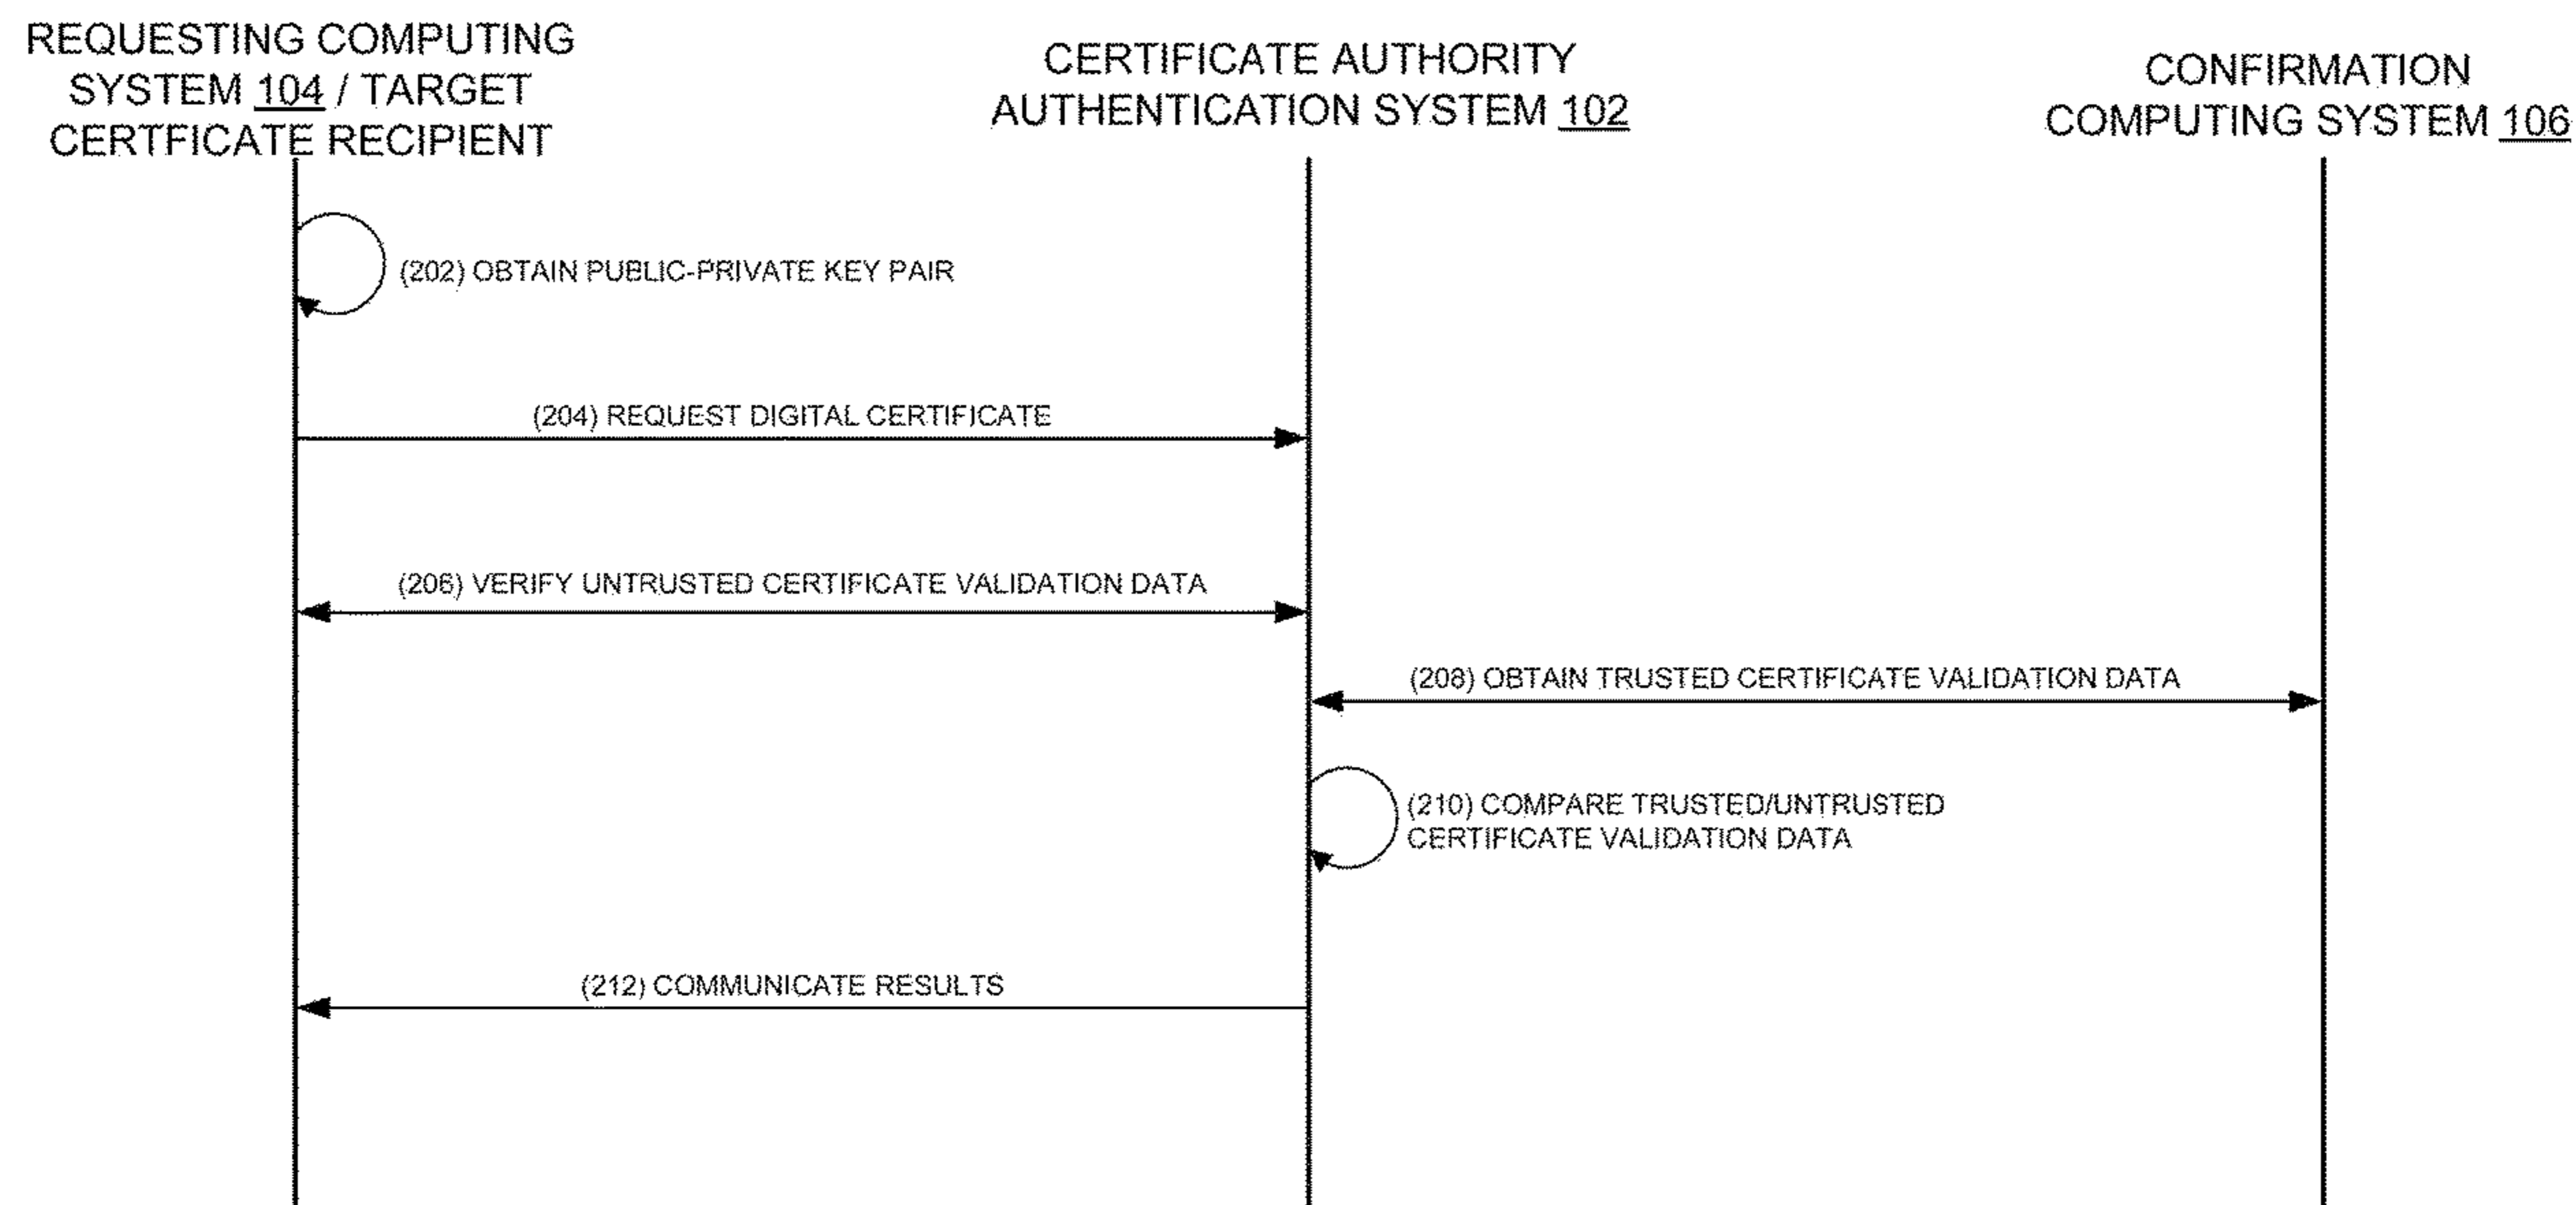 REQUESTING COMPUTING
SYSTEM 104 / TARGET
CERTFICATE RECIPIENT
CERTIFICATE AUTHORITY
AUTHENTICATION SYSTEM 102
CONFIRMATION
COMPUTING SYSTEM 106
(202) OBTAIN PUBLIC-PRIVATE KEY PAIR
(204) REQUEST DIGITAL CERTIFICATE
(206) VERIFY UNTRUSTED CERTIFICATE VALIDATION DATA
(208) OBTAIN TRUSTED CERTIFICATE VALIDATION DATA
(210) COMPARE TRUSTED/UNTRUSTED
CERTIFICATE VALIDATION DATA
(212) COMMUNICATE RESULTS